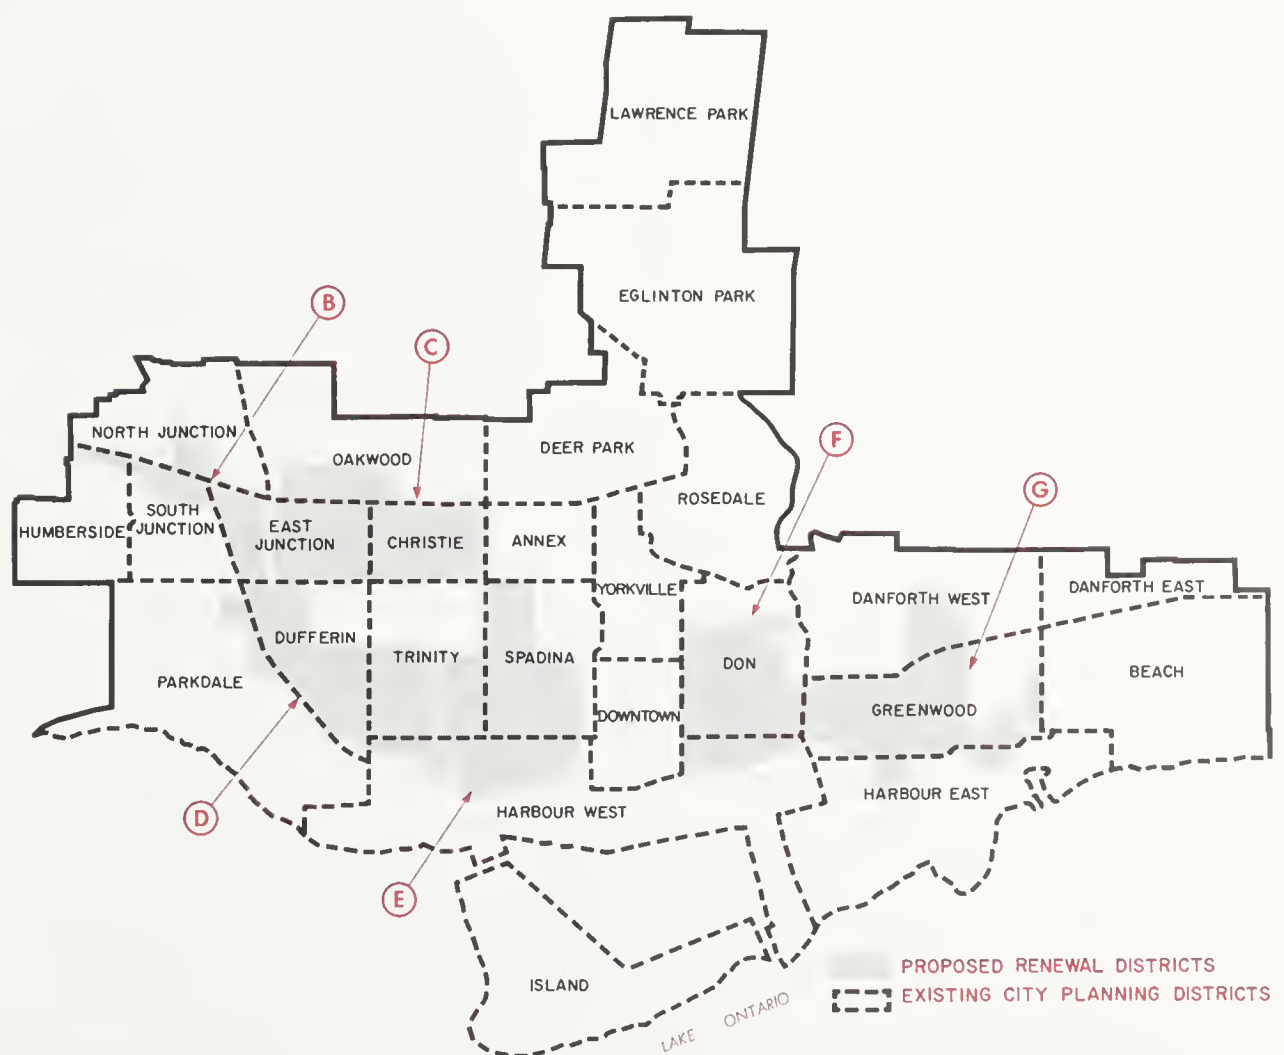 LAWRENCE PARK
EGLINTON PARK
B
C
NORTH JUNCTION
OAKWOOD
DEER PARK
F
ROSEDALE
G
HUMBERSIDE
SOUTH
JUNCTION
EAST
JUNCTION
CHRISTIE
ANNEX
YORKVILLE
DANFORTH WEST
DANFORTH EAST
DUFFERIN
TRINITY
SPADINA
DON
BEACH
PARKDALE
DOWNTOWN
GREENWOOD
D
HARBOUR WEST
HARBOUR EAST
E
ISLAND
LAKE ONTARIO
PROPOSED RENEWAL DISTRICTS
EXISTING CITY PLANNING DISTRICTS